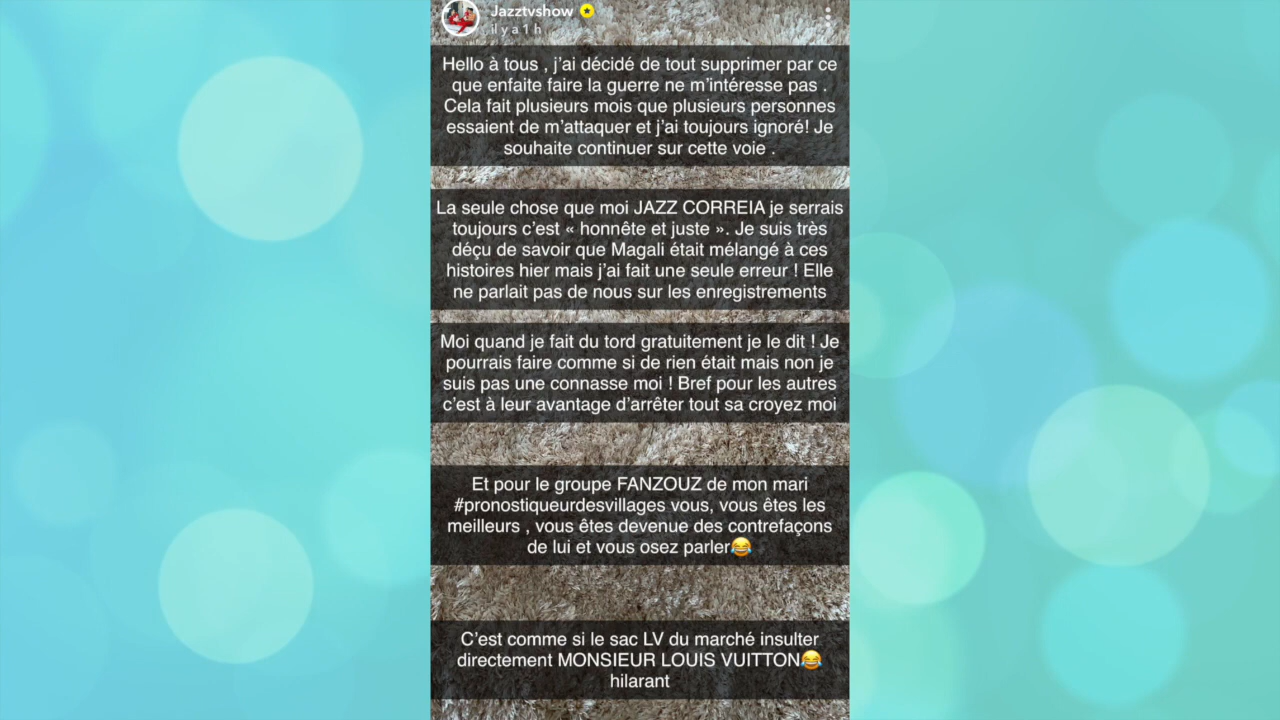 Jazztvshow
il y a 1 h
Hello à tous , j'ai décidé de tout supprimer par ce
que enfaite faire la guerre ne m'intéresse pas .
Cela fait plusieurs mois que plusieurs personnes
essaient de m'attaquer et j'ai toujours ignoré! Je
souhaite continuer sur cette voie .
La seule chose que moi JAZZ CORREIA je serrais
toujours c'est « honnête et juste ». Je suis très
déçu de savoir que Magali était mélangé à ces
histoires hier mais j'ai fait une seule erreur ! Elle
ne parlait pas de nous sur les enregistrements
Moi quand je fait du tord gratuitement je le dit ! Je
pourrais faire comme si de rien était mais non je
suis pas une connasse moi ! Bref pour les autres
c'est à leur avantage d'arrêter tout sa croyez moi
Et pour le groupe FANZOUZ de mon mari
#pronostiqueurdesvillages vous, vous êtes les
meilleurs , vous êtes devenue des contrefaçons
de lui et vous osez parler😂
C'est comme si le sac LV du marché insulter
directement MONSIEUR LOUIS VUITTON😂
hilarant